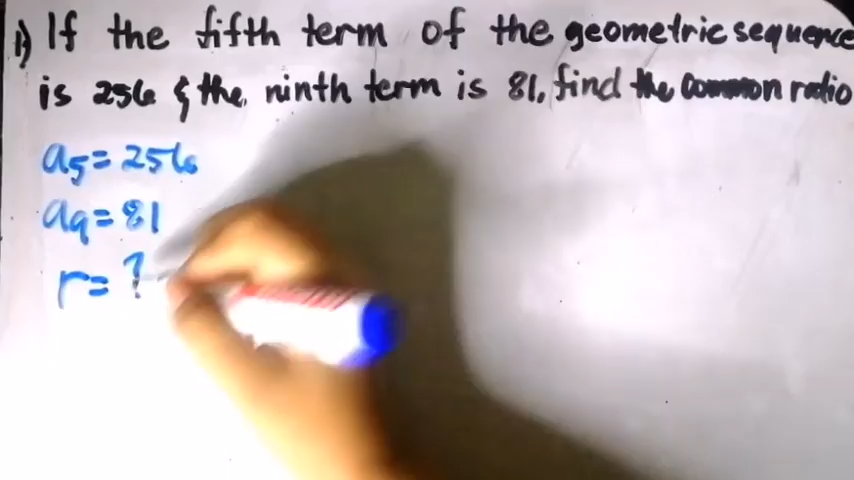 1) If the fifth term of the geometric sequence
is 256 & the ninth term is 81, find the common ratio
a5 = 256
a9 = 81
r = ?